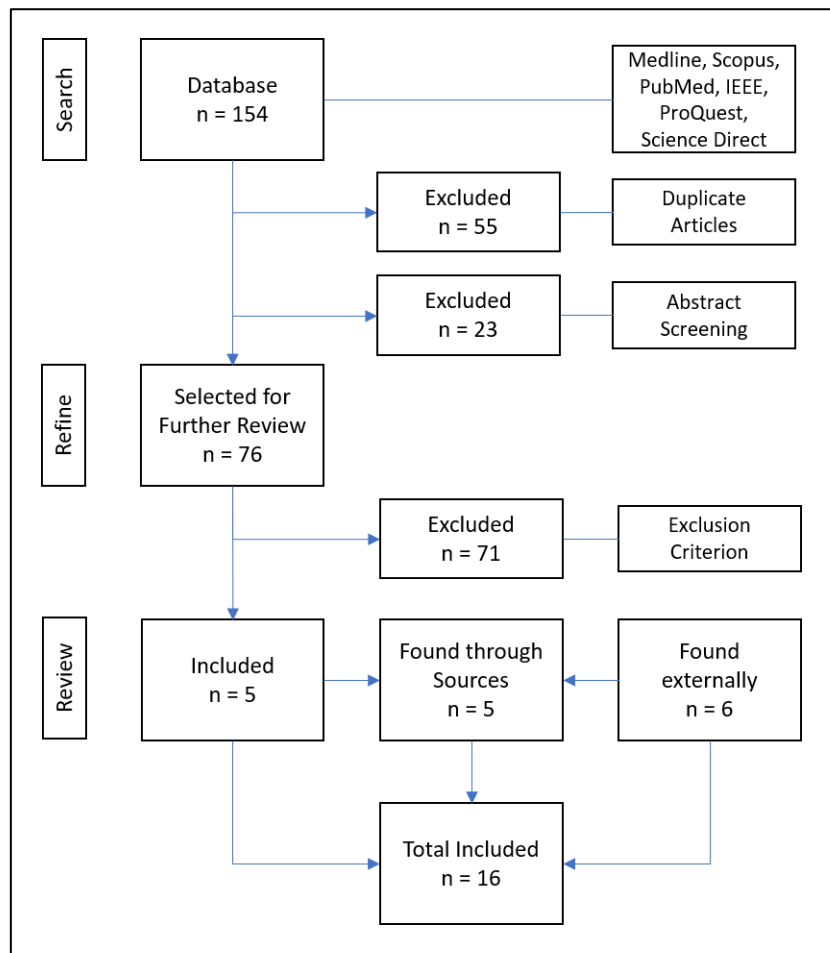 Search
Database
n = 154
Medline, Scopus,
PubMed, IEEE,
ProQuest,
Science Direct
Excluded
n = 55
Duplicate
Articles
Excluded
n = 23
Abstract
Screening
Refine
Selected for
Further Review
n = 76
Excluded
n = 71
Exclusion
Criterion
Review
Included
n = 5
Found through
Sources
n = 5
Found
externally
n = 6
Total Included
n = 16